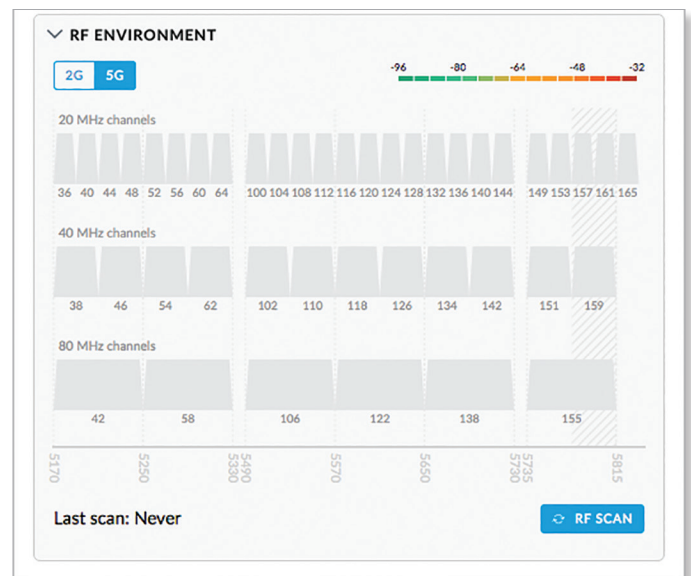 RF ENVIRONMENT
2G 5G
-96 -80 -64 -48 -32
20 MHz channels
36 40 44 48 52 56 60 64 100 104 108 112 116 120 124 128 132 136 140 144 149 153 157 161 165
40 MHz channels
38 46 54 62 102 110 118 126 134 142 151 159
80 MHz channels
42 58 106 122 138 155
5170 5250 5330 5490 5570 5650 5730 5735 5815
Last scan: Never
RF SCAN